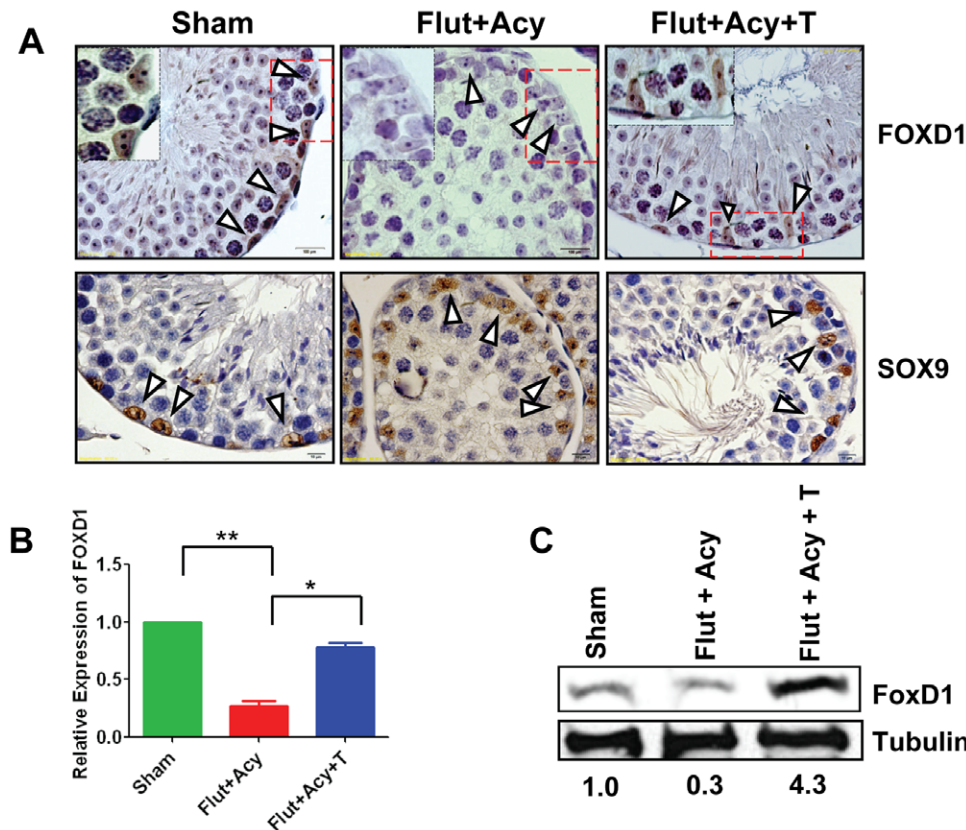 A
Sham
Flut+Acy
Flut+Acy+T
FOXD1
SOX9
B
Relative Expression of FOXD1
1.5
1.0
0.5
0.0
**
*
Sham
Flut+Acy
Flut+Acy+T
C
Sham
Flut + Acy
Flut + Acy + T
FoxD1
Tubulin
1.0
0.3
4.3